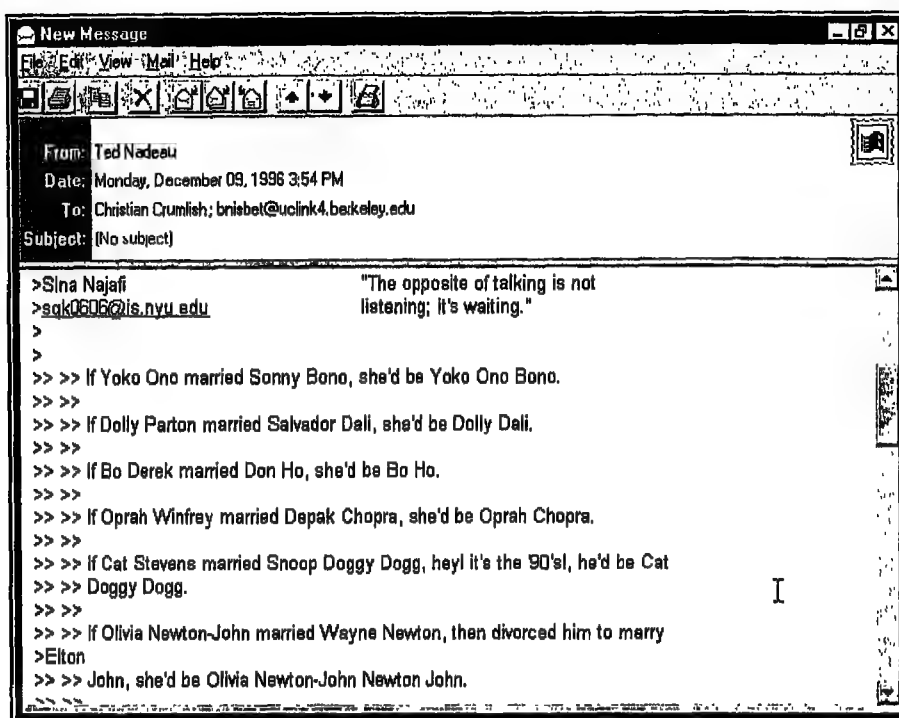 New Message
File Edit View Mail Help
From: Ted Nadeau
Date: Monday, December 09, 1996 3:54 PM
To: Christian Crumlish; bnisbet@uclink4.berkeley.edu
Subject: (No subject)
>Sina Najafi "The opposite of talking is not
>sqk0606@is.nyu.edu listening; it's waiting."
>
>
>> >> If Yoko Ono married Sonny Bono, she'd be Yoko Ono Bono.
>> >>
>> >> If Dolly Parton married Salvador Dali, she'd be Dolly Dali.
>> >>
>> >> If Bo Derek married Don Ho, she'd be Bo Ho.
>> >>
>> >> If Oprah Winfrey married Depak Chopra, she'd be Oprah Chopra.
>> >>
>> >> If Cat Stevens married Snoop Doggy Dogg, hey! it's the '90's!, he'd be Cat
>> >> Doggy Dogg.
>> >>
>> >> If Olivia Newton-John married Wayne Newton, then divorced him to marry
>Elton
>> >> John, she'd be Olivia Newton-John Newton John.
>> >>